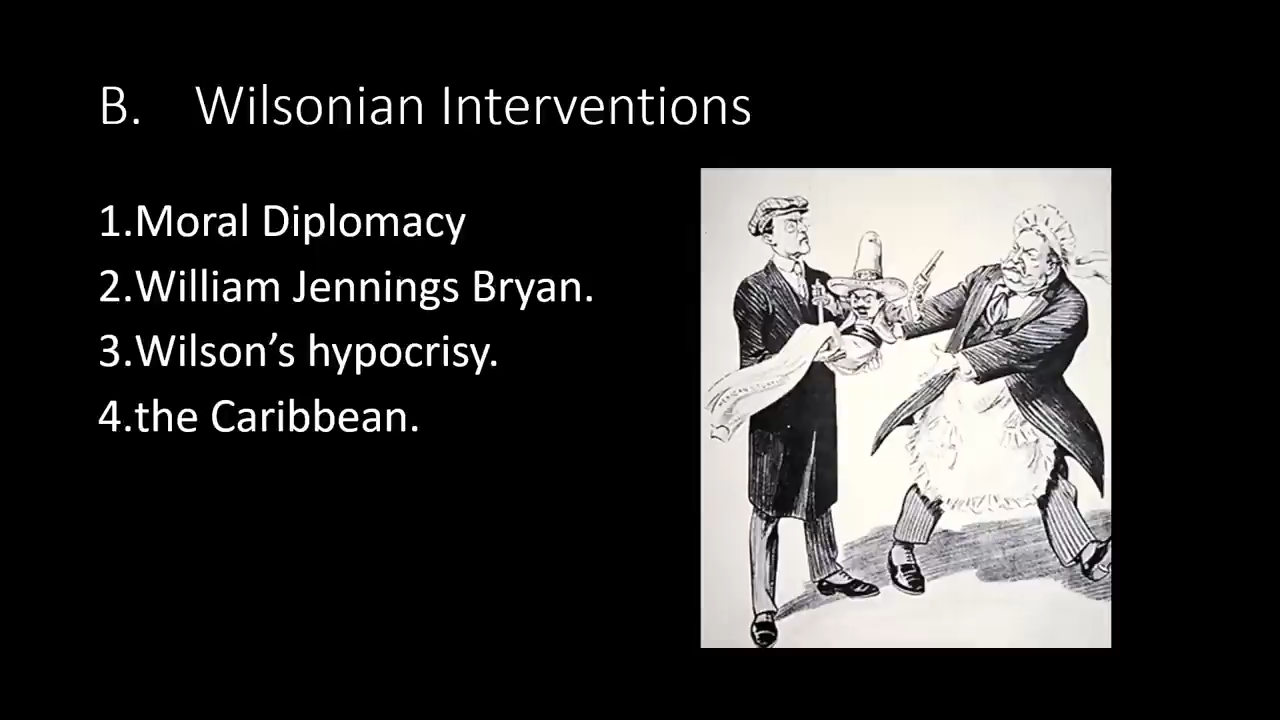 B. Wilsonian Interventions
1.Moral Diplomacy
2.William Jennings Bryan.
3.Wilson’s hypocrisy.
4.the Caribbean.